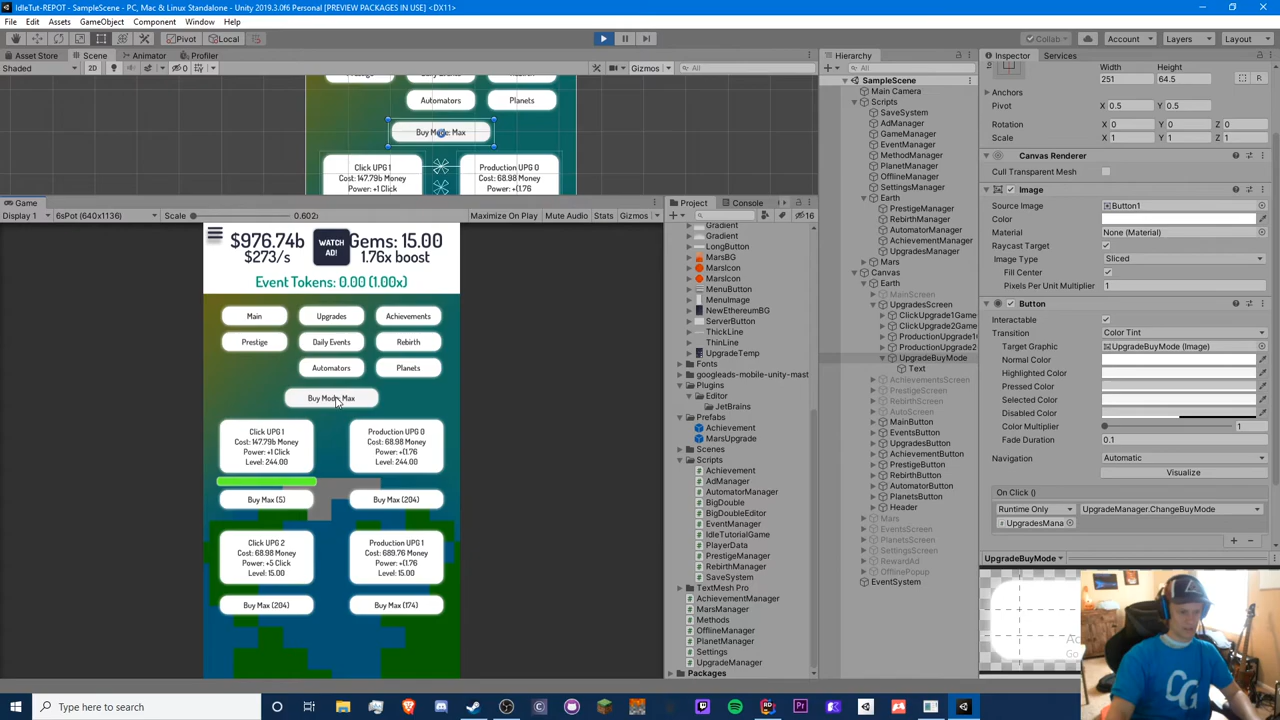 IdleTut-REPOT - SampleScene - PC, Mac & Linux Standalone - Unity 2019.3.0f6 Personal [PREVIEW PACKAGES IN USE] <DX11>
File Edit Assets GameObject Component Window Help
Pivot Local Collab Account Layers Layout
Asset Store Scene Animator Profiler
Shaded 2D 0 Gizmos All
Automators Planets
Buy Mode: Max
Click UPG 1
Cost: 147.79b Money
Power: +1 Click
Production UPG 0
Cost: 68.98 Money
Power: +(1.76
Game
Display 1 6sPot (640x1136) Scale 0.602 Maximize On Play Mute Audio Stats Gizmos
$976.74b
$273/s
WATCH
AD!
Gems: 15.00
1.76x boost
Event Tokens: 0.00 (1.00x)
Main Upgrades Achievements
Prestige Daily Events Rebirth
Automators Planets
Buy Mode: Max
Click UPG 1
Cost: 147.79b Money
Power: +1 Click
Level: 244.00
Production UPG 0
Cost: 68.98 Money
Power: +(1.76
Level: 244.00
Buy Max (5) Buy Max (204)
Click UPG 2
Cost: 68.98 Money
Power: +5 Click
Level: 15.00
Production UPG 1
Cost: 689.76 Money
Power: +(1.76
Level: 15.00
Buy Max (204) Buy Max (174)
Project Console
16
Gradient
Gradient
LongButton
MarsBG
MarsIcon
MarsIcon
MenuButton
MenuImage
NewEthereumBG
ServerButton
ThickLine
ThinLine
UpgradeTemp
Fonts
googleads-mobile-unity-mast
Plugins
Editor
JetBrains
Prefabs
Achievement
MarsUpgrade
Scenes
Scripts
Achievement
AdManager
AutomatorManager
BigDouble
BigDoubleEditor
EventManager
IdleTutorialGame
PlayerData
PrestigeManager
RebirthManager
SaveSystem
TextMesh Pro
AchievementManager
MarsManager
Methods
OfflineManager
PlanetManager
Settings
UpgradeManager
Packages
Hierarchy
All
SampleScene
Main Camera
Scripts
SaveSystem
AdManager
GameManager
EventManager
MethodManager
PlanetManager
OfflineManager
SettingsManager
Earth
PrestigeManager
RebirthManager
AutomatorManager
AchievementManager
UpgradesManager
Mars
Canvas
Earth
MainScreen
UpgradesScreen
ClickUpgrade1Game
ClickUpgrade2Game
ProductionUpgrade1
ProductionUpgrade2
UpgradeBuyMode
Text
AchievementsScreen
PrestigeScreen
RebirthScreen
AutoScreen
MainButton
EventsButton
UpgradesButton
AchievementButton
PrestigeButton
RebirthButton
AutomatorButton
PlanetsButton
Header
Mars
EventsScreen
PlanetsScreen
SettingsScreen
RewardAd
OfflinePopup
EventSystem
Inspector Services
Width Height
251 64.5 R
Anchors
Pivot X 0.5 Y 0.5
Rotation X 0 Y 0 Z 0
Scale X 1 Y 1 Z 1
Canvas Renderer
Cull Transparent Mesh
Image
Source Image Button1
Color
Material None (Material)
Raycast Target
Image Type Sliced
Fill Center
Pixels Per Unit Multiplier 1
Button
Interactable
Transition Color Tint
Target Graphic UpgradeBuyMode (Image)
Normal Color
Highlighted Color
Pressed Color
Selected Color
Disabled Color
Color Multiplier 1
Fade Duration 0.1
Navigation Automatic
Visualize
On Click ()
Runtime Only UpgradeManager.ChangeBuyMode
UpgradesMana
UpgradeBuyMode
Type here to search